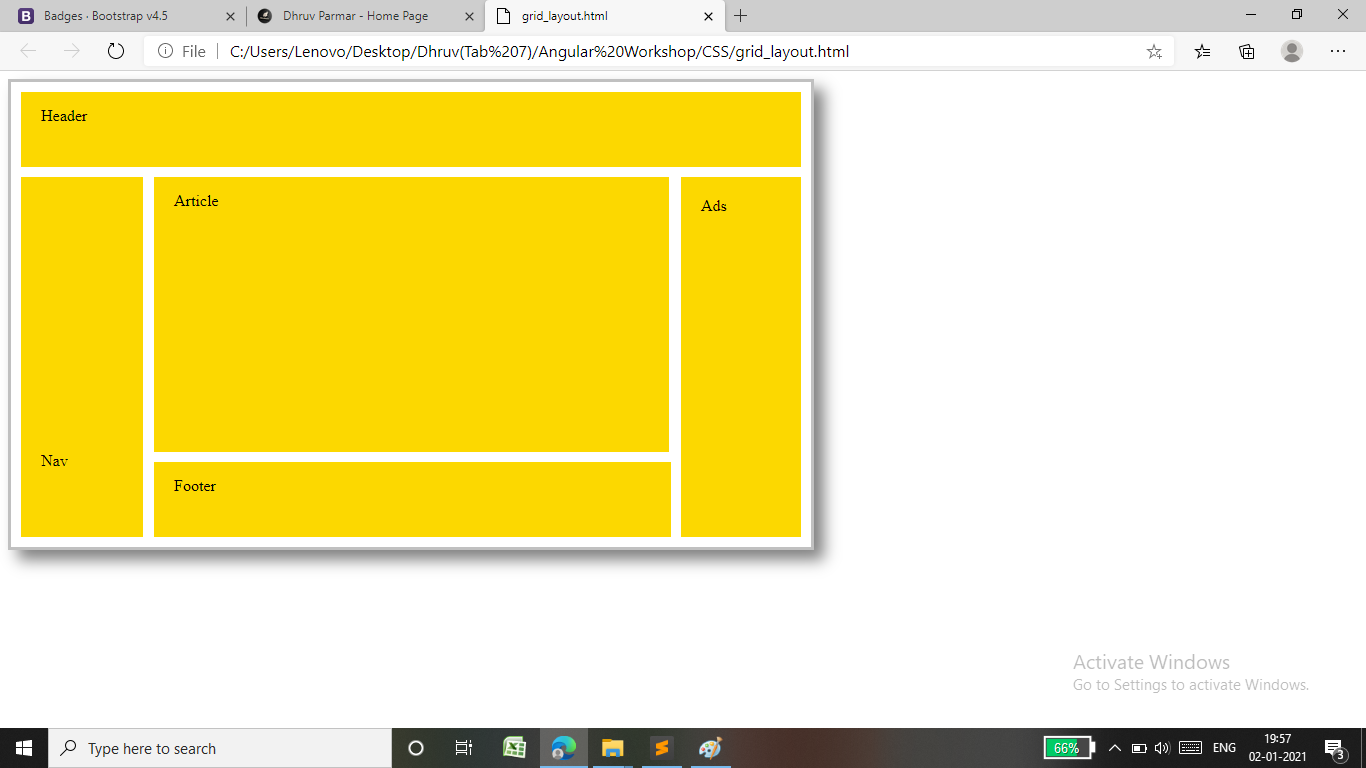 Badges · Bootstrap v4.5
Dhruv Parmar - Home Page
grid_layout.html
File
C:/Users/Lenovo/Desktop/Dhruv(Tab%207)/Angular%20Workshop/CSS/grid_layout.html
Header
Article
Ads
Nav
Footer
Activate Windows
Go to Settings to activate Windows.
Type here to search
66%
ENG
19:57
02-01-2021
3